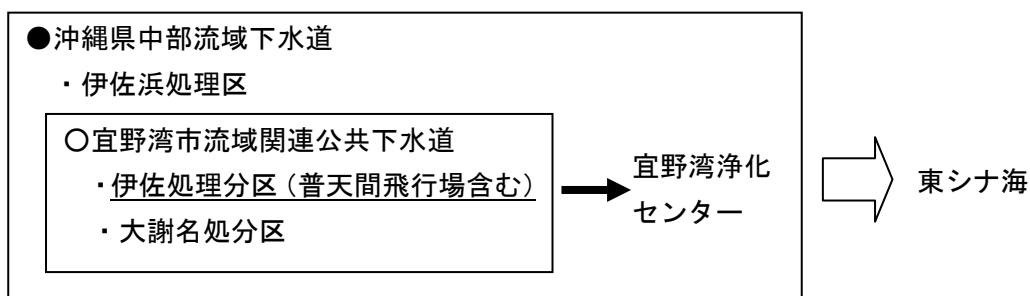 ●沖縄県中部流域下水道
・伊佐浜処理区
〇宜野湾市流域関連公共下水道
・伊佐処理分区（普天間飛行場含む）
・大謝名処分区
宜野湾浄化
センター
東シナ海